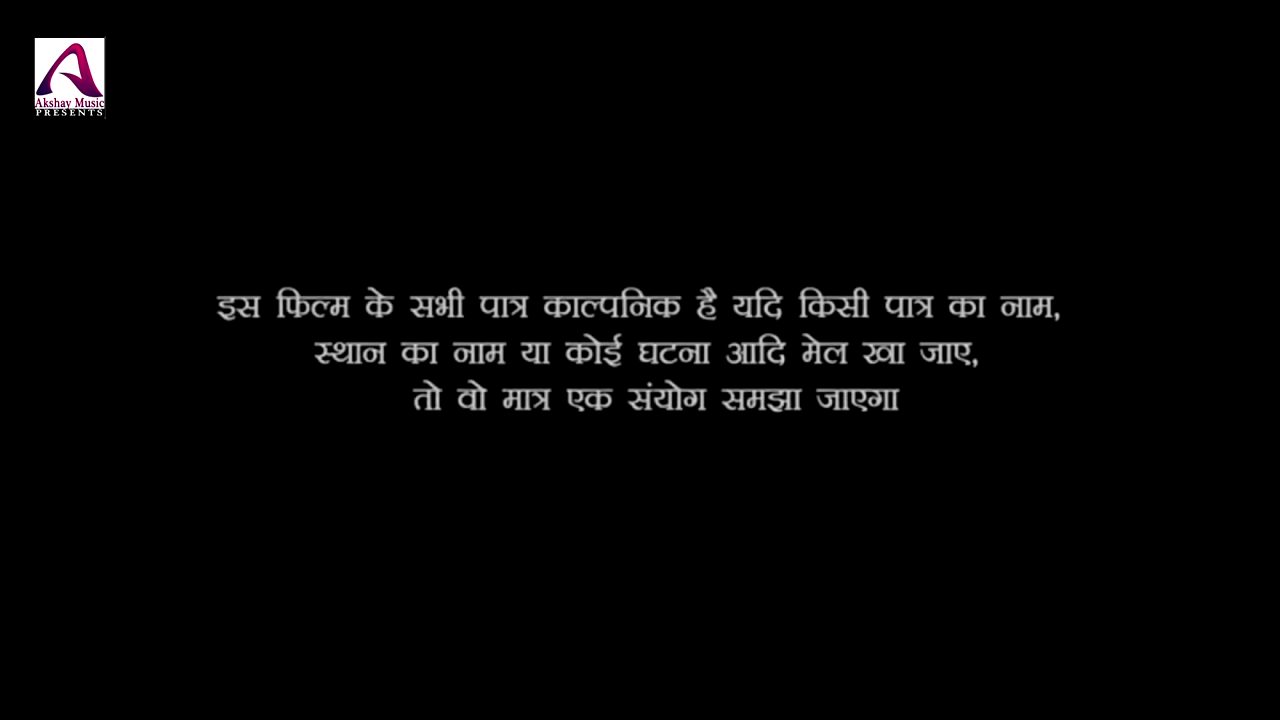 Akshay Music
PRESENTS
इस फिल्म के सभी पात्र काल्पनिक है यदि किसी पात्र का नाम,
स्थान का नाम या कोई घटना आदि मेल खा जाए,
तो वो मात्र एक संयोग समझा जाएगा